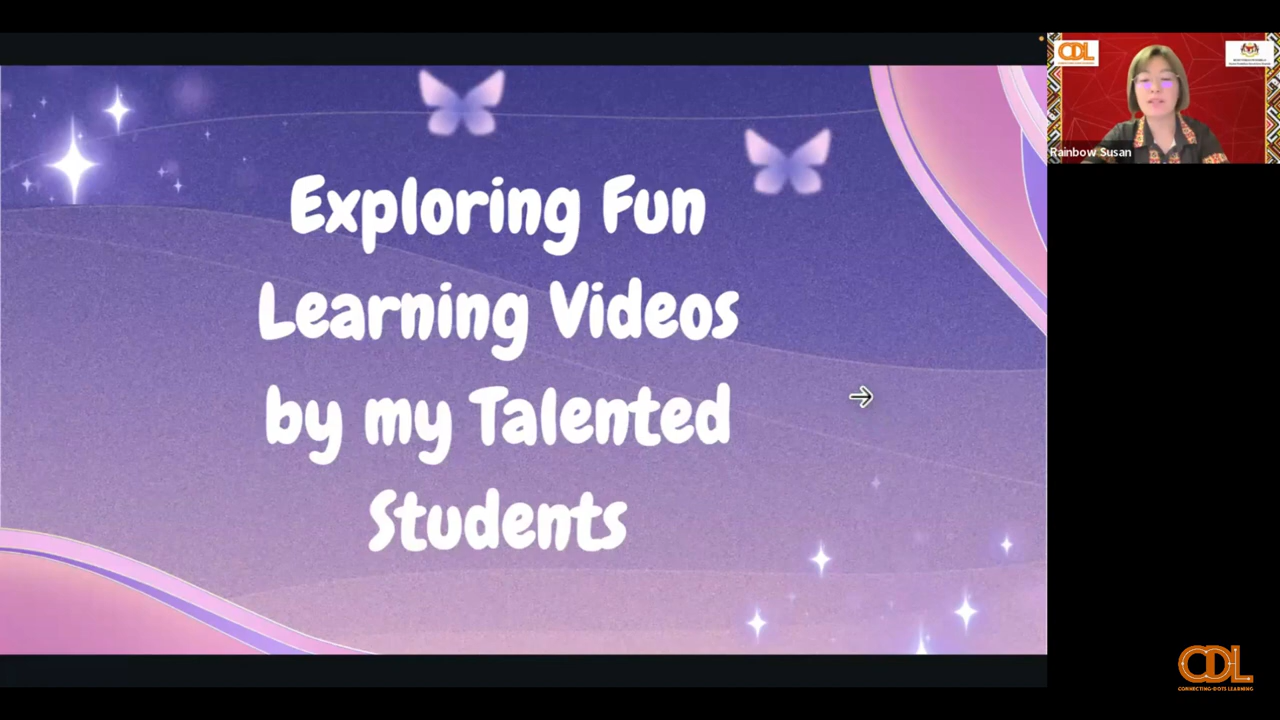 Exploring Fun
Learning Videos
by my Talented
Students
CDL
Rainbow Susan
CDL
CONNECTING-DOTS LEARNING